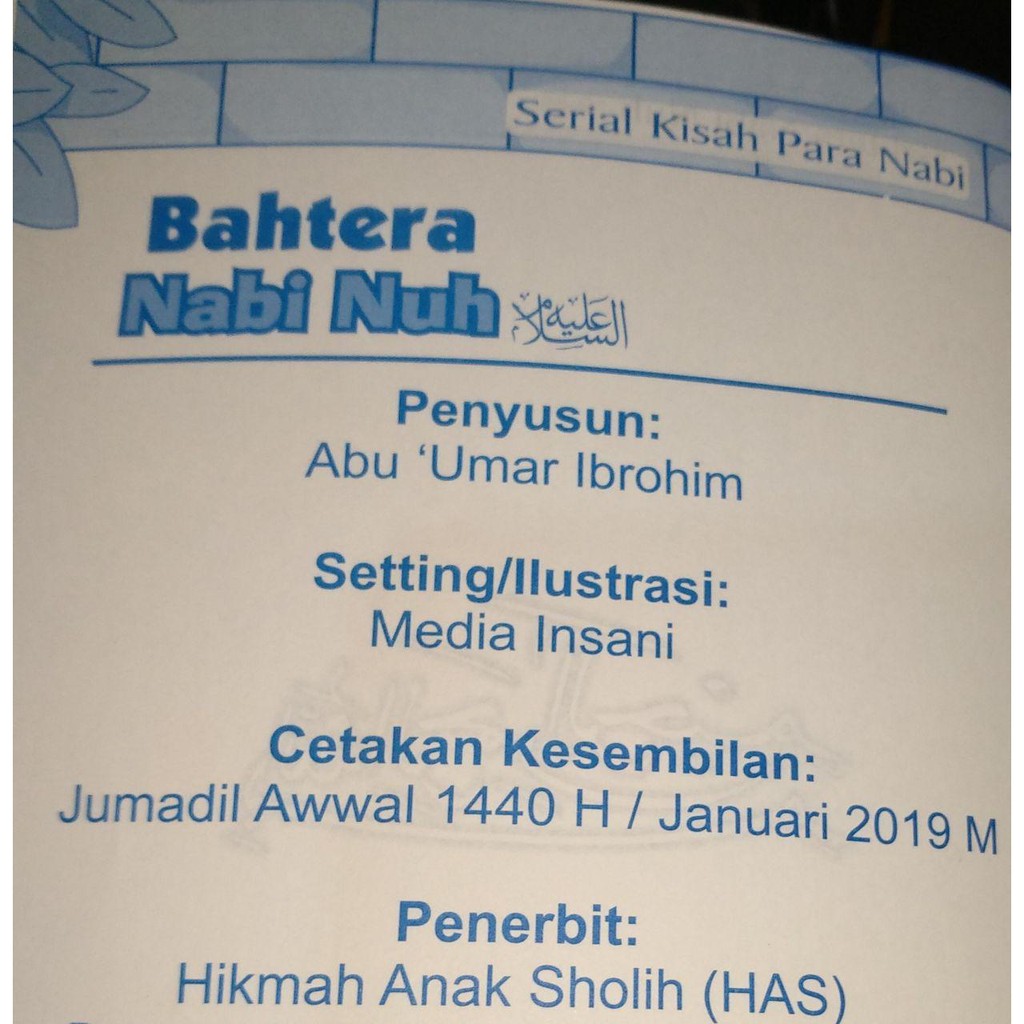 Serial Kisah Para Nabi
Bahtera
Nabi Nuh عليه السلام
Penyusun:
Abu ‘Umar Ibrohim
Setting/Ilustrasi:
Media Insani
Cetakan Kesembilan:
Jumadil Awwal 1440 H / Januari 2019 M
Penerbit:
Hikmah Anak Sholih (HAS)